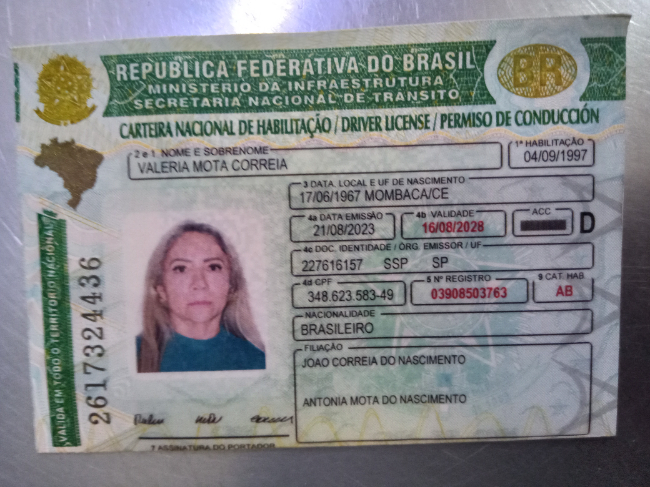 REPÚBLICA FEDERATIVA DO BRASIL
MINISTÉRIO DA INFRAESTRUTURA
SECRETARIA NACIONAL DE TRÂNSITO
BR
CARTEIRA NACIONAL DE HABILITAÇÃO / DRIVER LICENSE / PERMISO DE CONDUCCIÓN
2 e 1 NOME E SOBRENOME
VALERIA MOTA CORREIA
1ª HABILITAÇÃO
04/09/1997
3 DATA, LOCAL E UF DE NASCIMENTO
17/06/1967 MOMBACA/CE
4a DATA EMISSÃO
21/08/2023
4b VALIDADE
16/08/2028
ACC
D
4c DOC. IDENTIDADE / ORG. EMISSOR / UF
227616157 SSP SP
4d CPF
348.623.583-49
5 Nº REGISTRO
03908503763
9 CAT. HAB.
AB
NACIONALIDADE
BRASILEIRO
FILIAÇÃO
JOAO CORREIA DO NASCIMENTO
ANTONIA MOTA DO NASCIMENTO
7 ASSINATURA DO PORTADOR
VÁLIDA EM TODO O TERRITÓRIO NACIONAL
2617324436